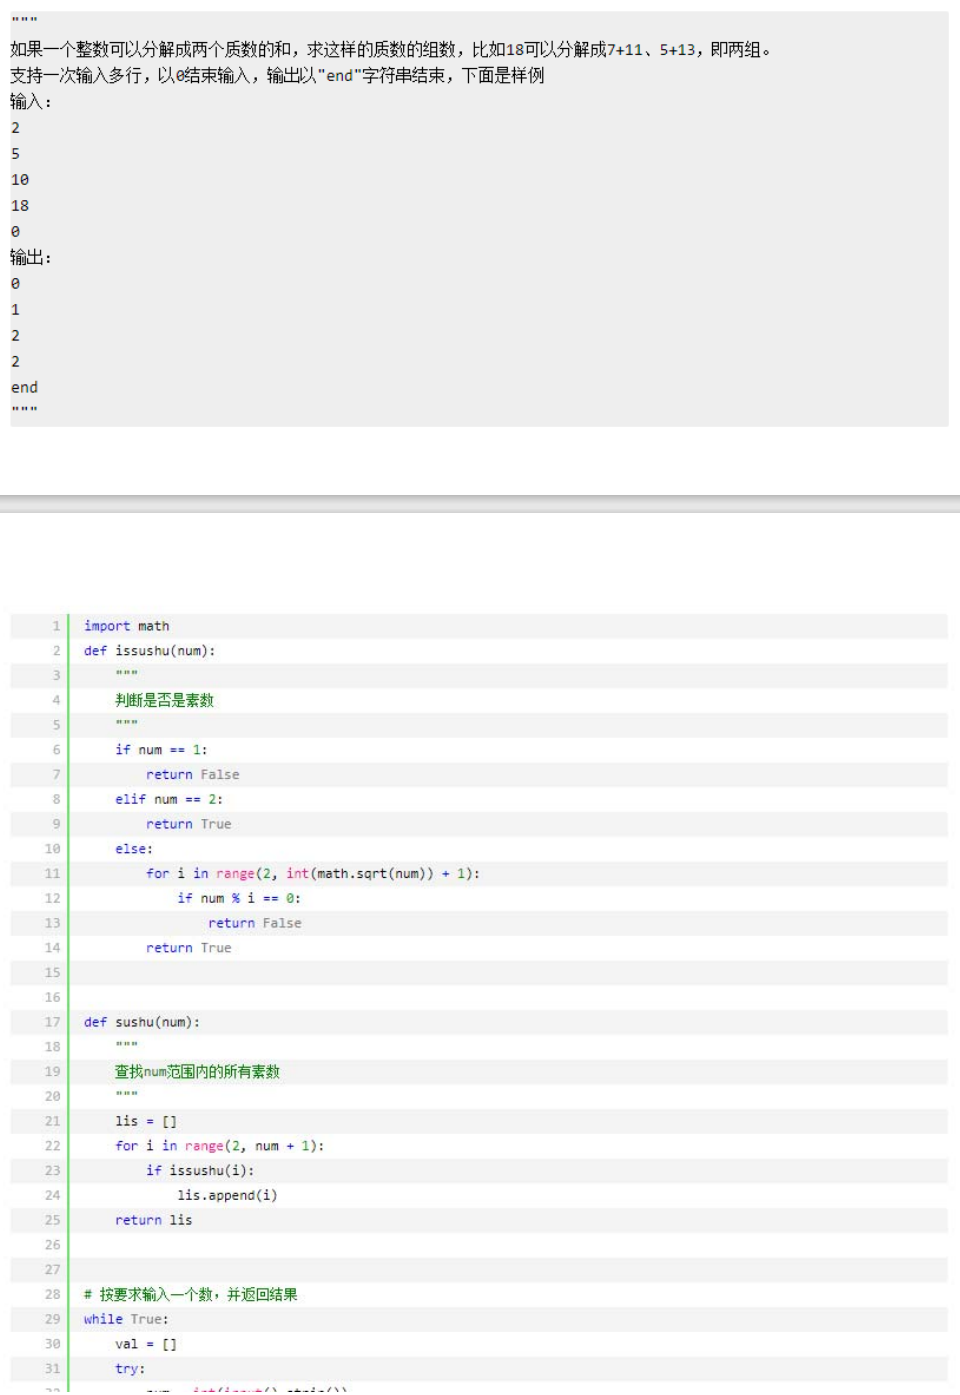 """
如果一个整数可以分解成两个质数的和，求这样的质数的组数，比如18可以分解成7+11、5+13，即两组。
支持一次输入多行，以0结束输入，输出以"end"字符串结束，下面是样例
输入：
2
5
10
18
0
输出：
0
1
2
2
end
"""
1 import math
2 def issushu(num):
3     """
4     判断是否是素数
5     """
6     if num == 1:
7         return False
8     elif num == 2:
9         return True
10     else:
11         for i in range(2, int(math.sqrt(num)) + 1):
12             if num % i == 0:
13                 return False
14         return True
15
16
17 def sushu(num):
18     """
19     查找num范围内的所有素数
20     """
21     lis = []
22     for i in range(2, num + 1):
23         if issushu(i):
24             lis.append(i)
25     return lis
26
27
28 # 按要求输入一个数，并返回结果
29 while True:
30     val = []
31     try:
32         num = int(input().strip())